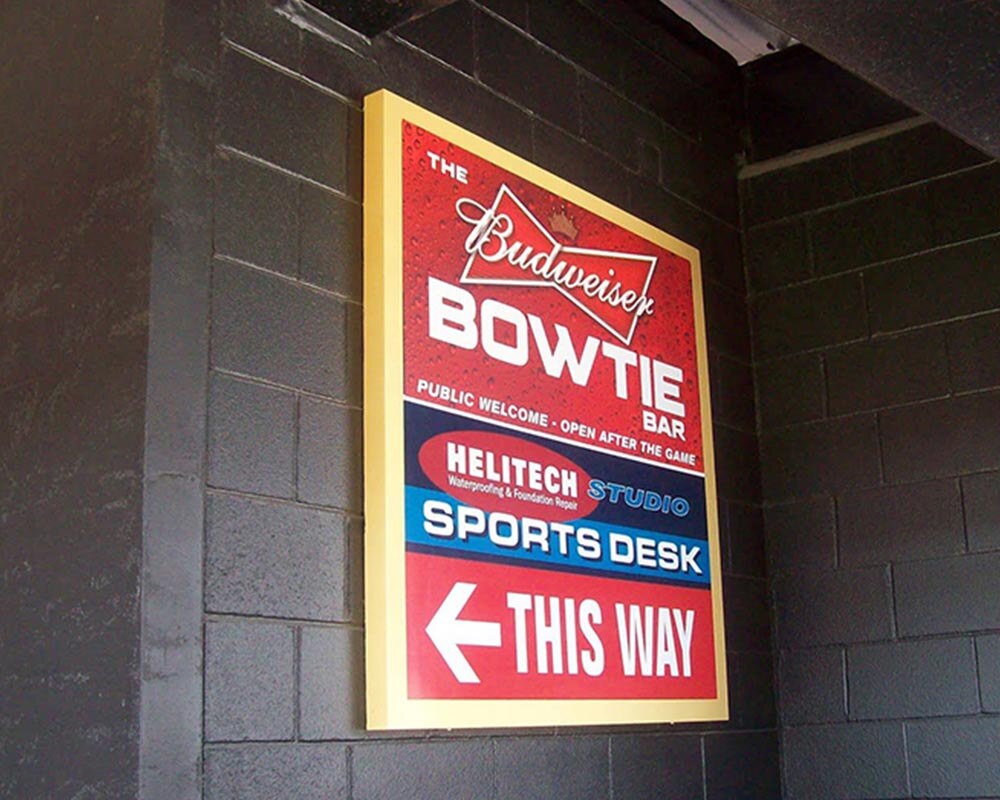 THE
Budweiser
BOWTIE
BAR
PUBLIC WELCOME - OPEN AFTER THE GAME
HELITECH
Waterproofing & Foundation Repair
STUDIO
SPORTS DESK
THIS WAY